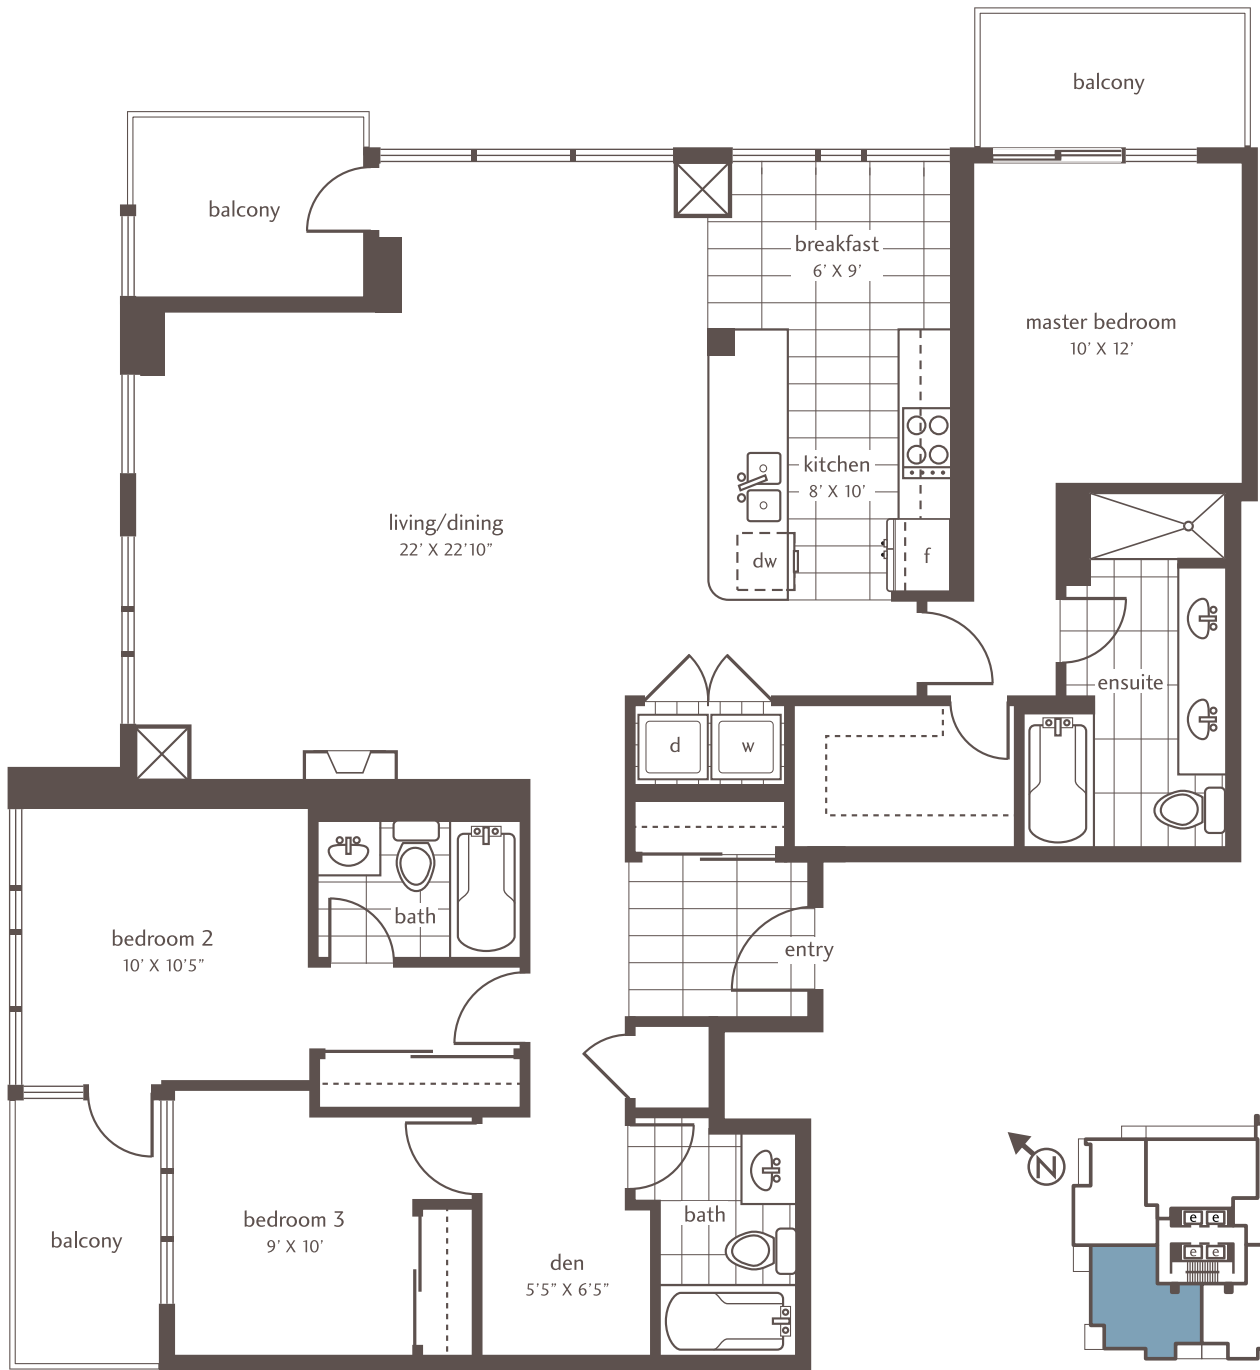 balcony
balcony
breakfast
6’ X 9’
master bedroom
10’ X 12’
kitchen
8’ X 10’
living/dining
22’ X 22’10”
dw
f
ensuite
d
w
bath
bedroom 2
10’ X 10’5”
entry
bedroom 3
9’ X 10’
balcony
bath
den
5’5” X 6’5”
N
e e
e e